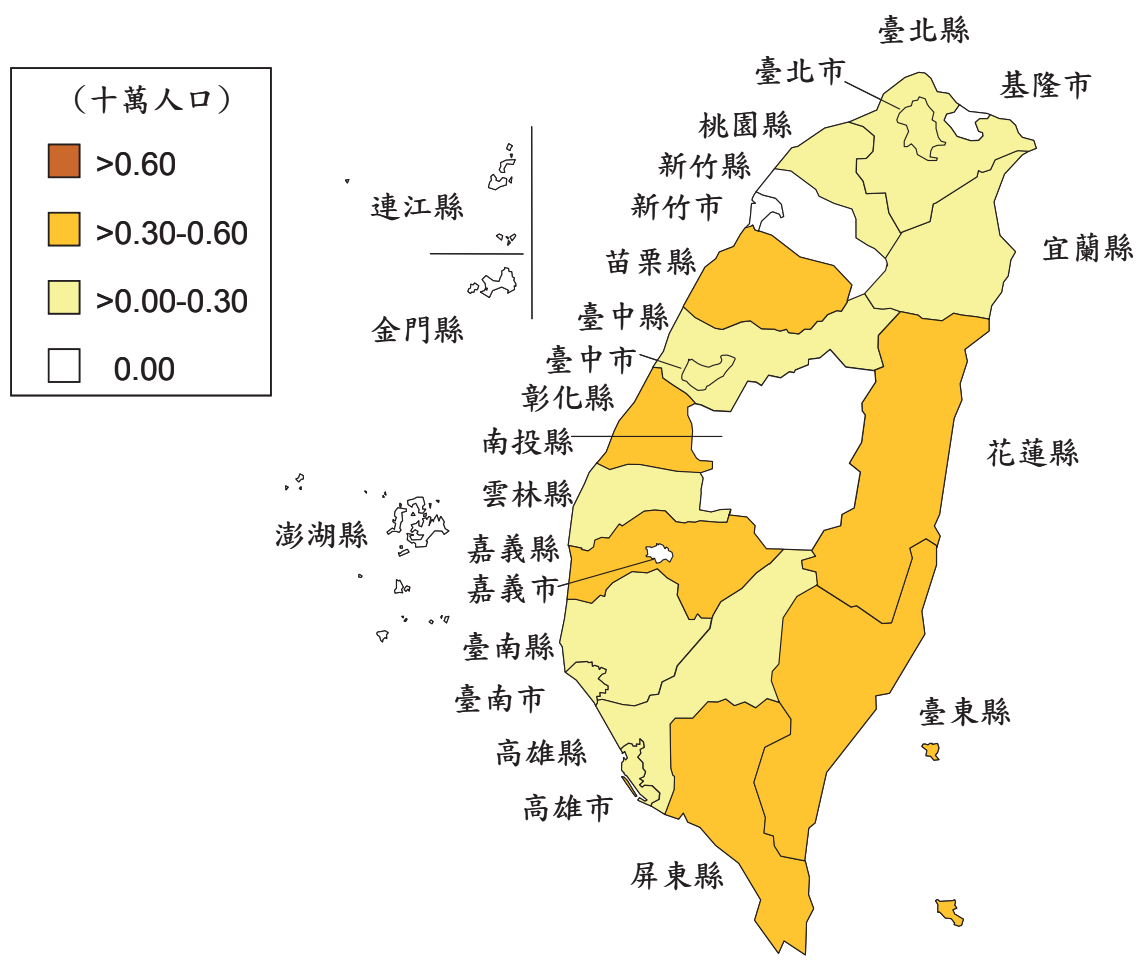 （十萬人口）
>0.60
>0.30-0.60
>0.00-0.30
0.00
臺北縣
臺北市
基隆市
桃園縣
新竹縣
新竹市
連江縣
宜蘭縣
苗栗縣
臺中縣
金門縣
臺中市
彰化縣
南投縣
花蓮縣
雲林縣
澎湖縣
嘉義縣
嘉義市
臺南縣
臺南市
臺東縣
高雄縣
高雄市
屏東縣